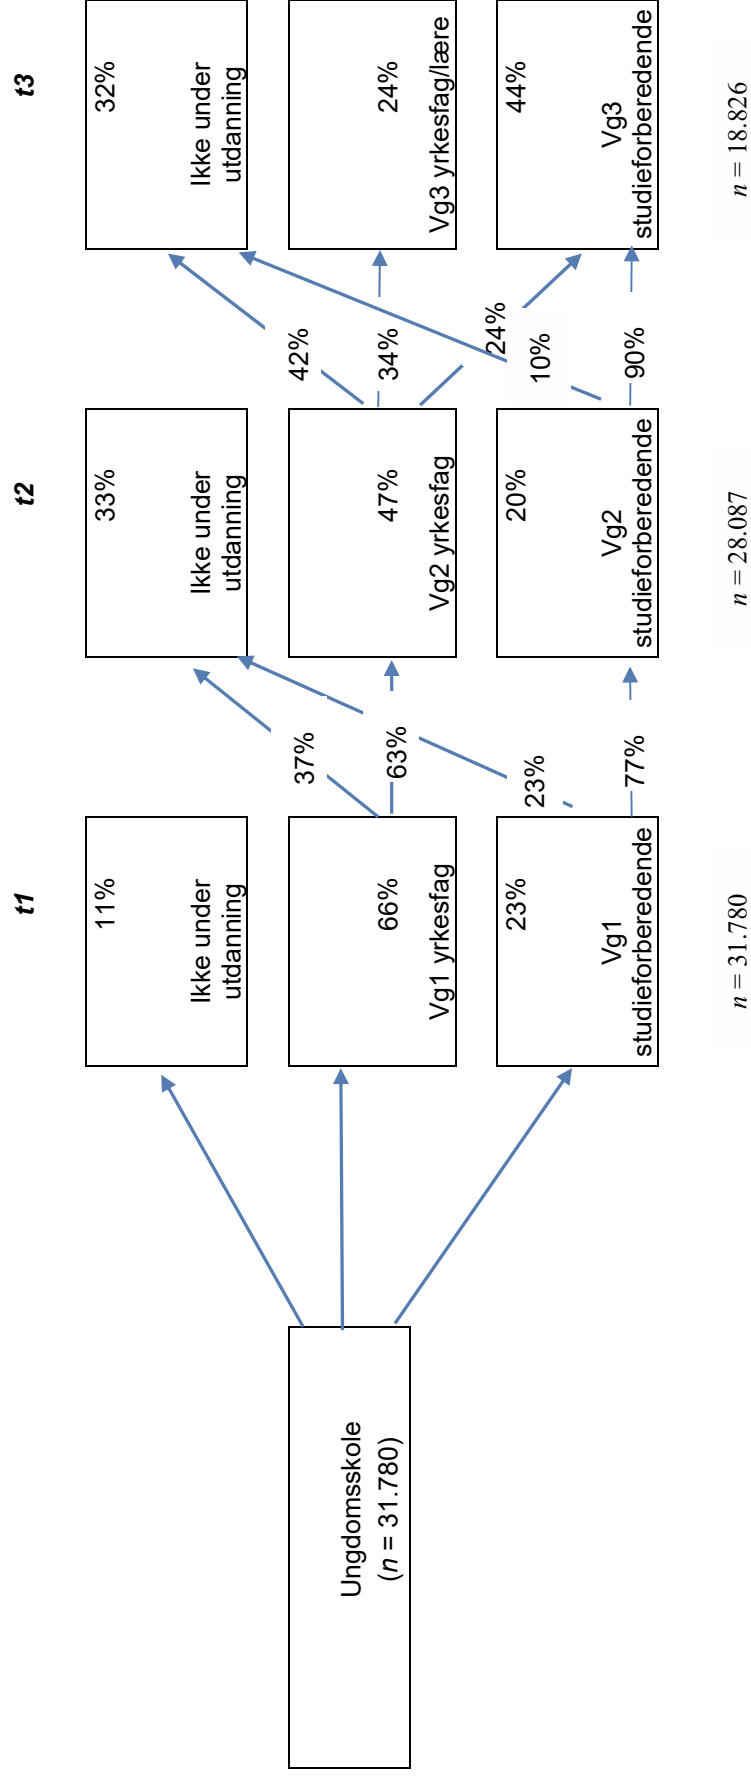 t1
t2
t3
11%
Ikke under
utdanning
33%
Ikke under
utdanning
32%
Ikke under
utdanning
37%
42%
Ungdomsskole
(n = 31.780)
66%
Vg1 yrkesfag
63%
47%
Vg2 yrkesfag
34%
24%
Vg3 yrkesfag/lære
23%
24%
10%
23%
Vg1
studieforberedende
77%
20%
Vg2
studieforberedende
90%
44%
Vg3
studieforberedende
n = 31.780
n = 28.087
n = 18.826